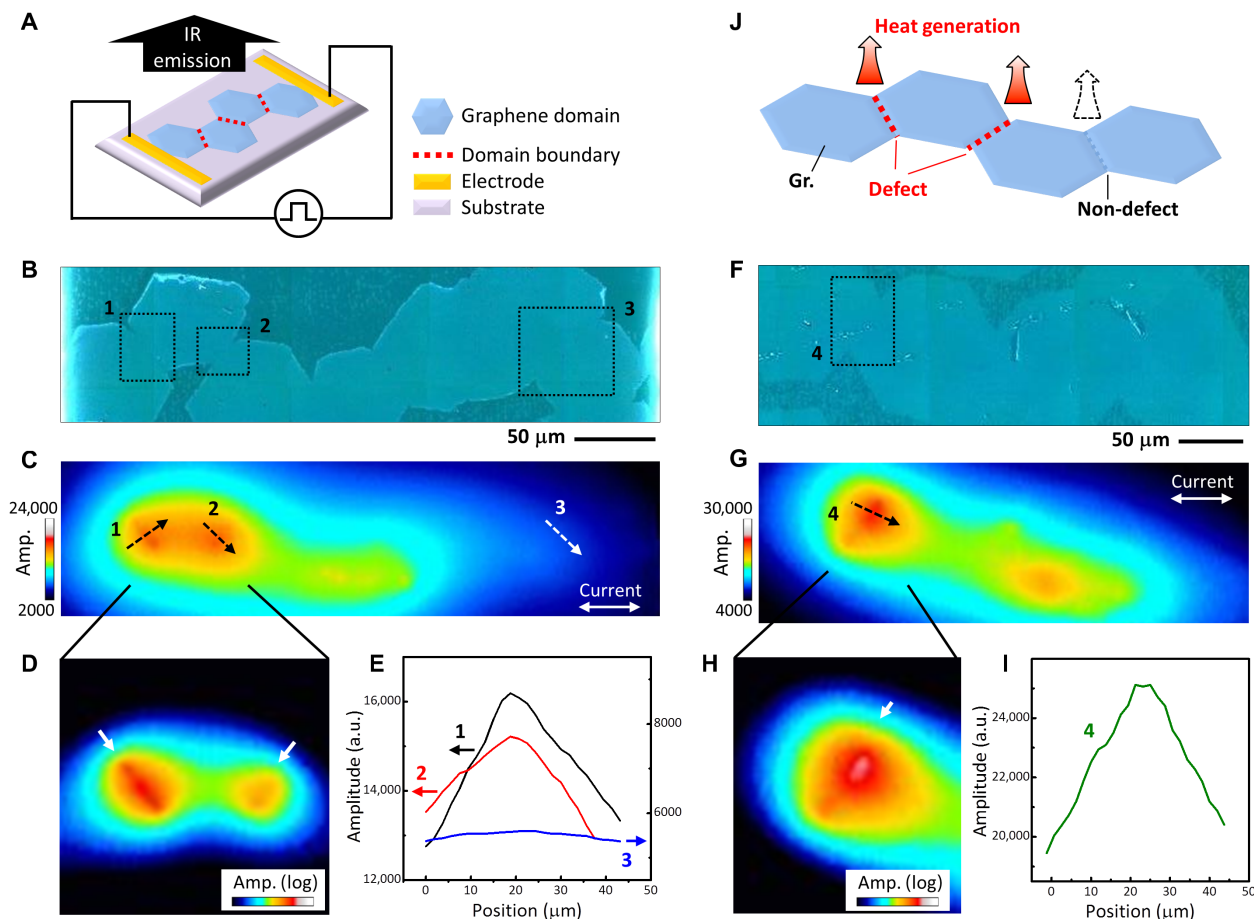 A
IR
emission
Graphene domain
Domain boundary
Electrode
Substrate
J
Heat generation
Gr.
Defect
Non-defect
B
1
2
3
50 μm
F
4
50 μm
C
24,000
Amp.
2000
1
2
3
Current
G
30,000
Amp.
4000
4
Current
D
Amp. (log)
E
16,000
14,000
12,000
Amplitude (a.u.)
8000
6000
1
2
3
0
10
20
30
40
50
Position (μm)
H
Amp. (log)
I
24,000
22,000
20,000
Amplitude (a.u.)
4
0
10
20
30
40
50
Position (μm)